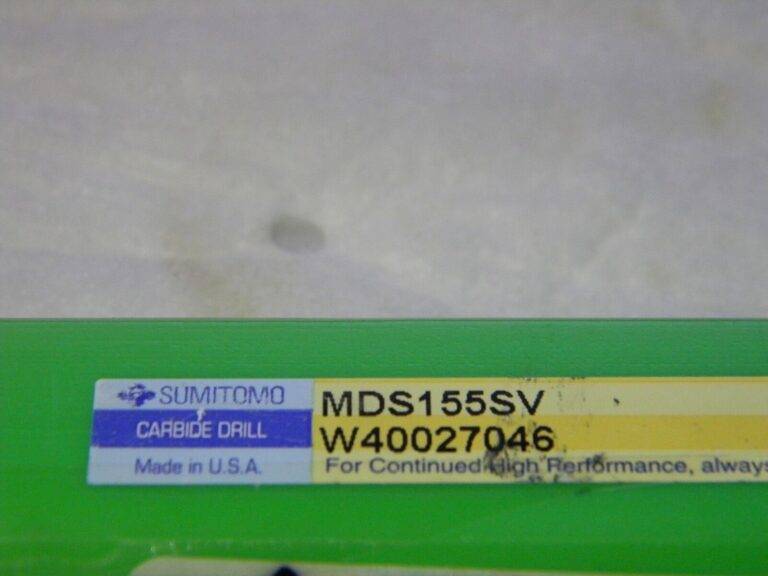 SUMITOMO
CARBIDE DRILL
Made in U.S.A.
MDS155SV
W40027046
For Continued High Performance, always